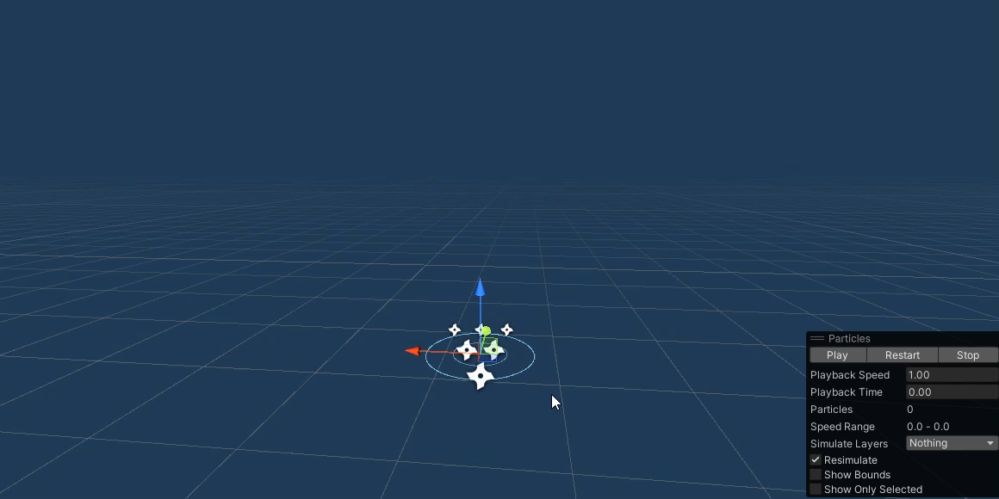 Particles
Play Restart Stop
Playback Speed 1.00
Playback Time 0.00
Particles 0
Speed Range 0.0 - 0.0
Simulate Layers Nothing
Resimulate
Show Bounds
Show Only Selected